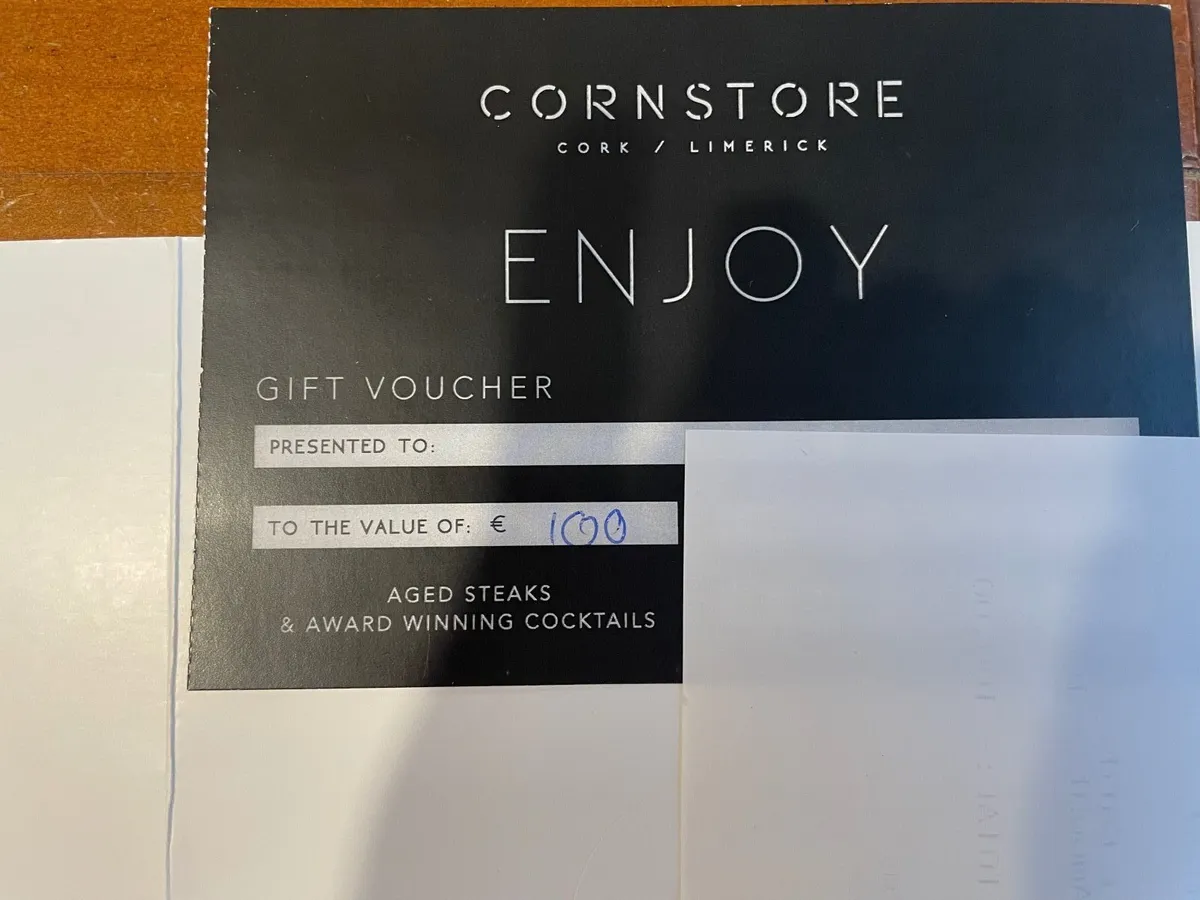 CORNSTORE
CORK / LIMERICK
ENJOY
GIFT VOUCHER
PRESENTED TO:
TO THE VALUE OF: € 100
AGED STEAKS
& AWARD WINNING COCKTAILS